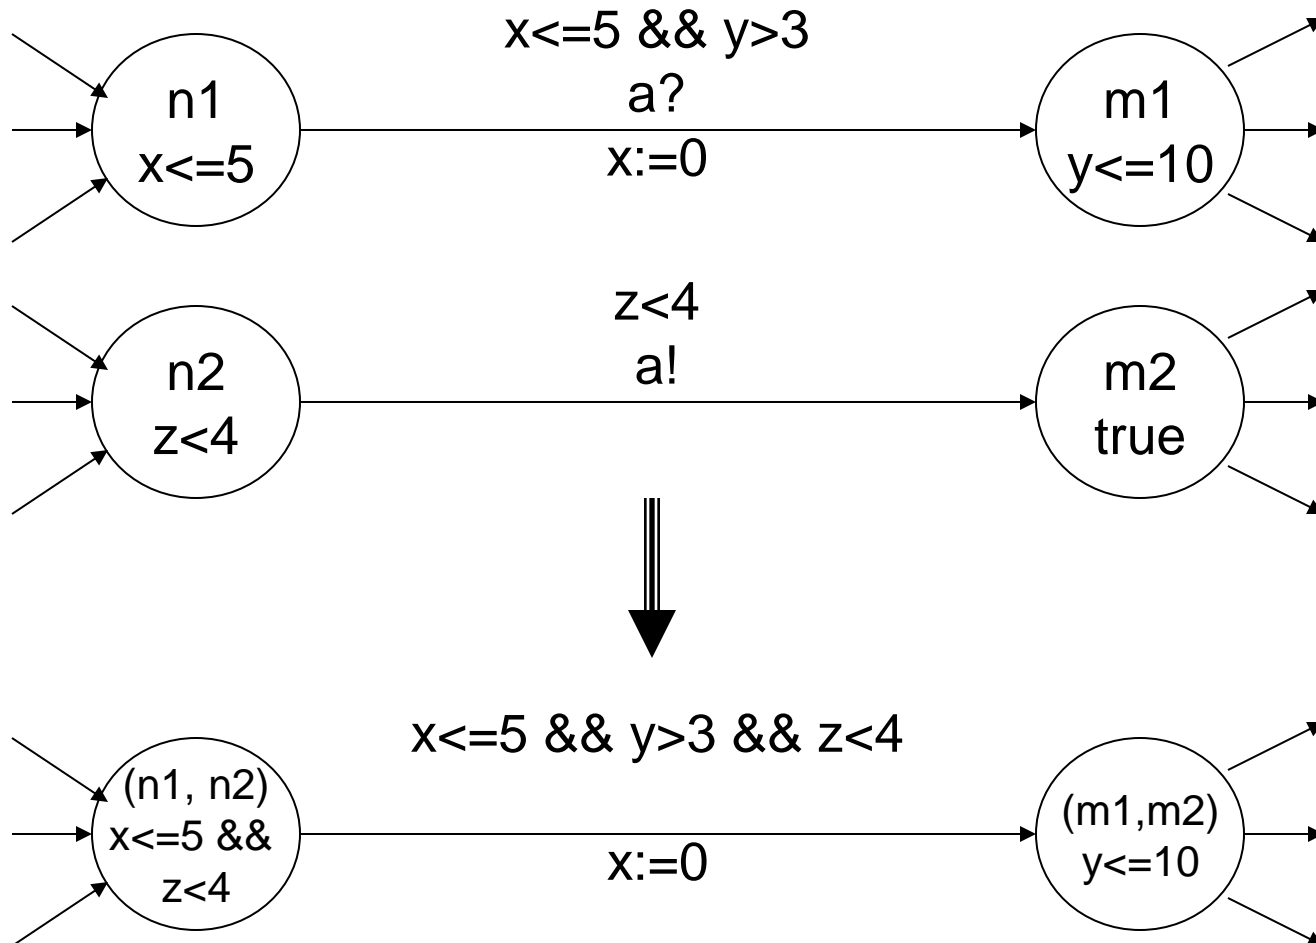 x<=5 && y>3
a?
x:=0
n1
x<=5
m1
y<=10
z<4
a!
n2
z<4
m2
true
x<=5 && y>3 && z<4
x:=0
(n1, n2)
x<=5 &&
z<4
(m1,m2)
y<=10